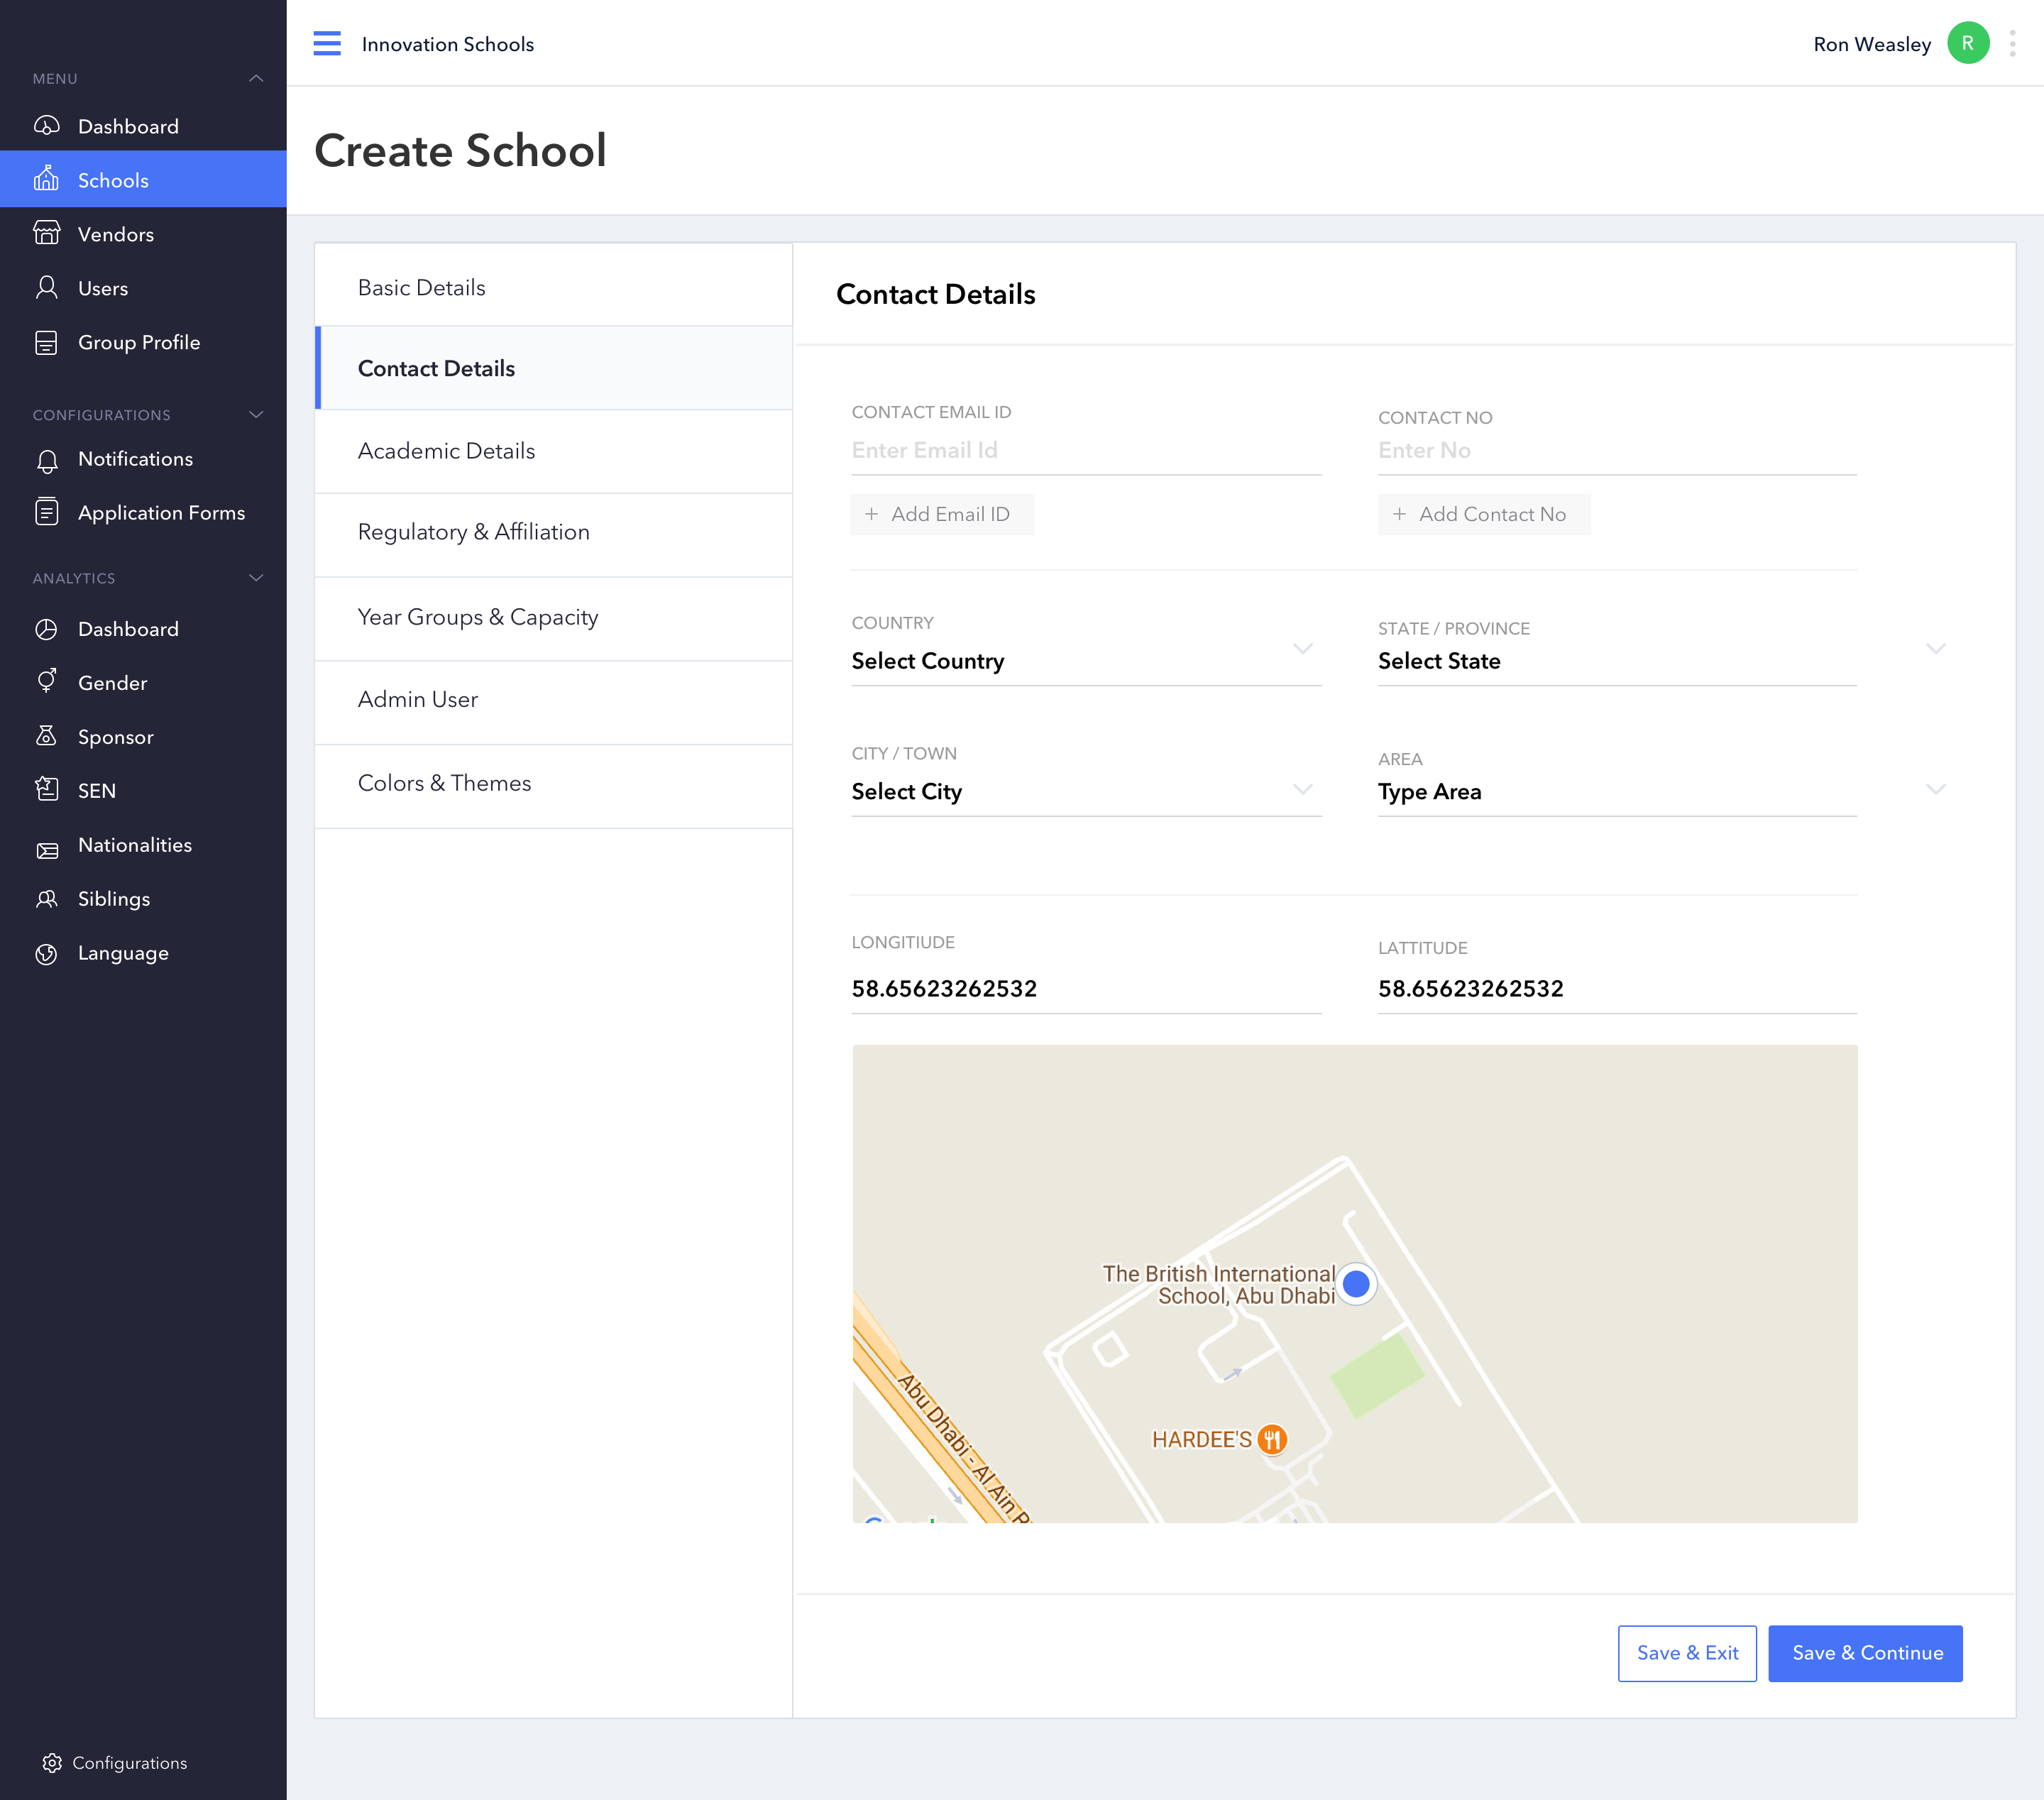 Innovation Schools
Ron Weasley
R
MENU
Dashboard
Schools
Vendors
Users
Group Profile
CONFIGURATIONS
Notifications
Application Forms
ANALYTICS
Dashboard
Gender
Sponsor
SEN
Nationalities
Siblings
Language
Configurations
Create School
Basic Details
Contact Details
Academic Details
Regulatory & Affiliation
Year Groups & Capacity
Admin User
Colors & Themes
Contact Details
CONTACT EMAIL ID
Enter Email Id
CONTACT NO
Enter No
+ Add Email ID
+ Add Contact No
COUNTRY
Select Country
STATE / PROVINCE
Select State
CITY / TOWN
Select City
AREA
Type Area
LONGITIUDE
58.65623262532
LATTITUDE
58.65623262532
The British International
School, Abu Dhabi
HARDEE'S
Abu Dhabi - Al Ain R
Save & Exit
Save & Continue